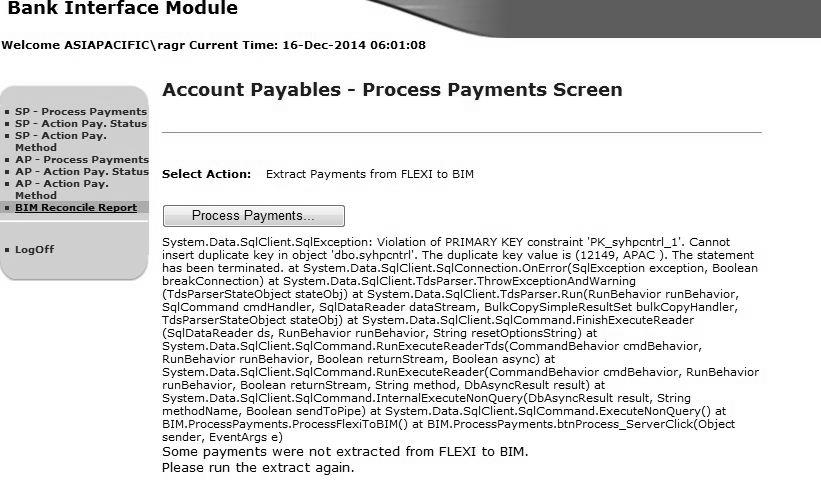 Bank Interface Module
Welcome ASIAPACIFIC\ragr Current Time: 16-Dec-2014 06:01:08
SP - Process Payments
SP - Action Pay. Status
SP - Action Pay.
Method
AP - Process Payments
AP - Action Pay. Status
AP - Action Pay.
Method
BIM Reconcile Report
LogOff
Account Payables - Process Payments Screen
Select Action: Extract Payments from FLEXI to BIM
Process Payments...
System.Data.SqlClient.SqlException: Violation of PRIMARY KEY constraint 'PK_syhpcntrl_1'. Cannot
insert duplicate key in object 'dbo.syhpcntrl'. The duplicate key value is (12149, APAC ). The statement
has been terminated. at System.Data.SqlClient.SqlConnection.OnError(SqlException exception, Boolean
breakConnection) at System.Data.SqlClient.TdsParser.ThrowExceptionAndWarning
(TdsParserStateObject stateObj) at System.Data.SqlClient.TdsParser.Run(RunBehavior runBehavior,
SqlCommand cmdHandler, SqlDataReader dataStream, BulkCopySimpleResultSet bulkCopyHandler,
TdsParserStateObject stateObj) at System.Data.SqlClient.SqlCommand.FinishExecuteReader
(SqlDataReader ds, RunBehavior runBehavior, String resetOptionsString) at
System.Data.SqlClient.SqlCommand.RunExecuteReaderTds(CommandBehavior cmdBehavior,
RunBehavior runBehavior, Boolean returnStream, Boolean async) at
System.Data.SqlClient.SqlCommand.RunExecuteReader(CommandBehavior cmdBehavior, RunBehavior
runBehavior, Boolean returnStream, String method, DbAsyncResult result) at
System.Data.SqlClient.SqlCommand.InternalExecuteNonQuery(DbAsyncResult result, String
methodName, Boolean sendToPipe) at System.Data.SqlClient.SqlCommand.ExecuteNonQuery() at
BIM.ProcessPayments.ProcessFlexiToBIM() at BIM.ProcessPayments.btnProcess_ServerClick(Object
sender, EventArgs e)
Some payments were not extracted from FLEXI to BIM.
Please run the extract again.